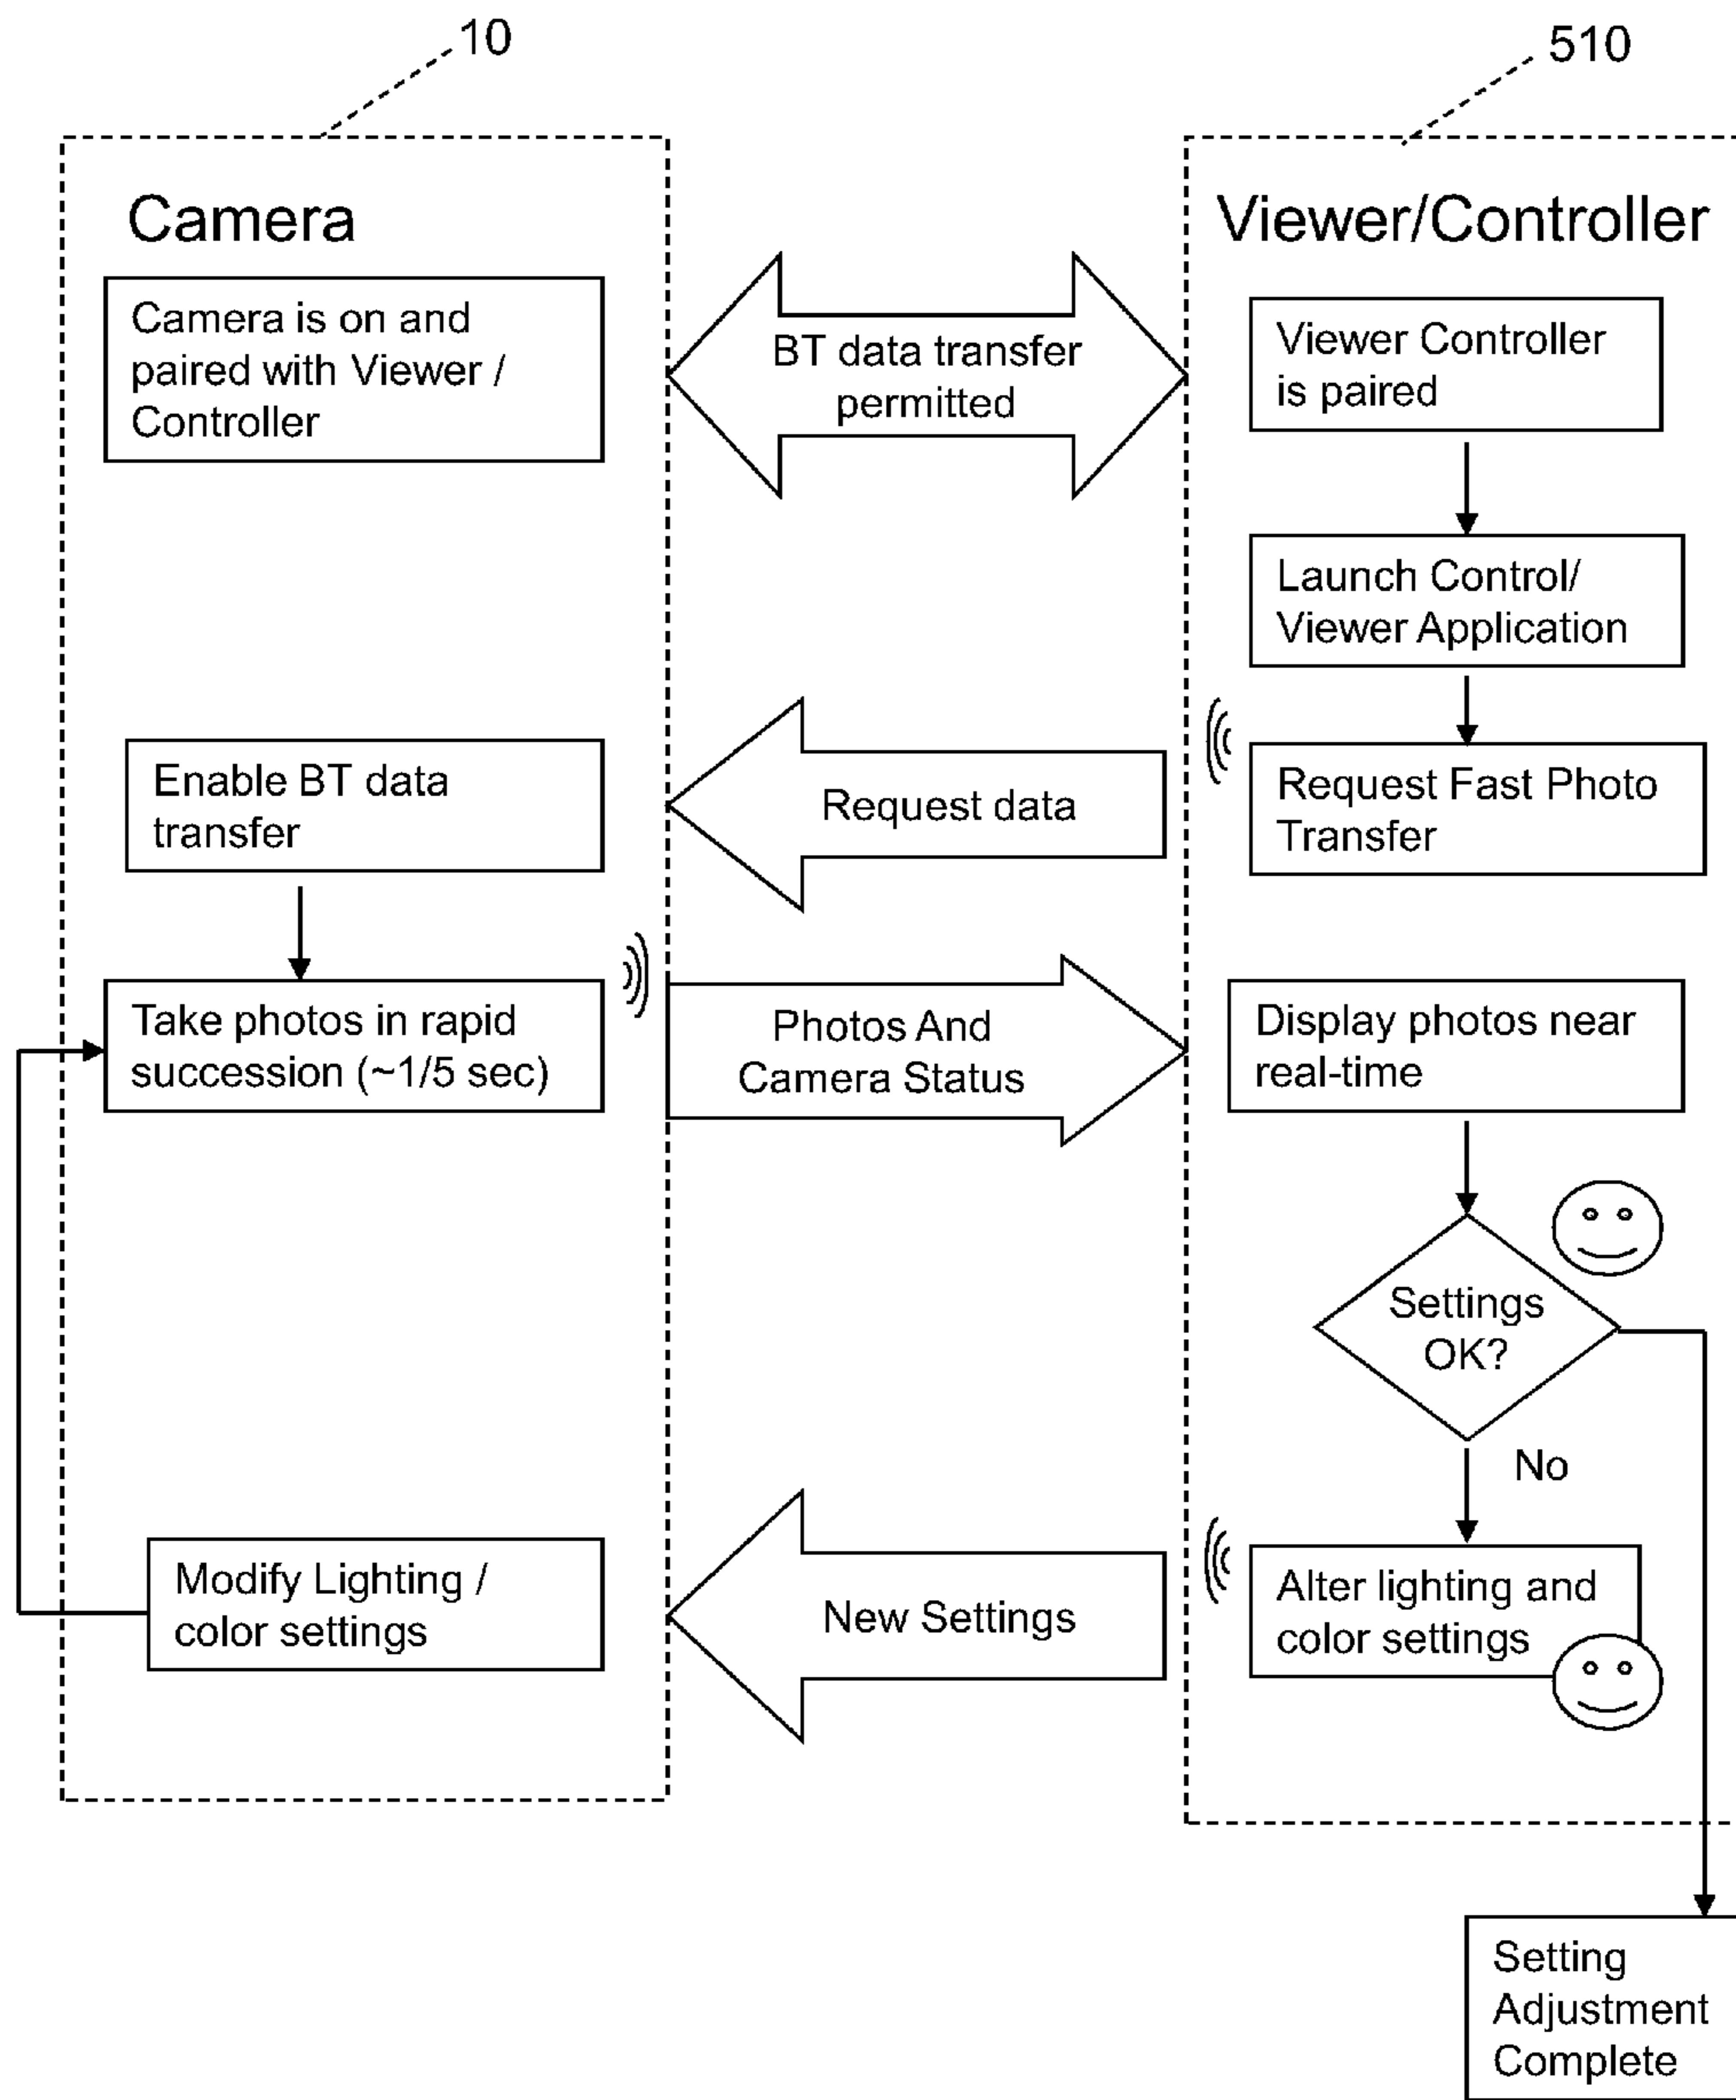 10
510
Camera
Viewer/Controller
Camera is on and
paired with Viewer /
Controller
BT data transfer
permitted
Viewer Controller
is paired
Launch Control/
Viewer Application
Enable BT data
transfer
Request data
Request Fast Photo
Transfer
Take photos in rapid
succession (~1/5 sec)
Photos And
Camera Status
Display photos near
real-time
Settings
OK?
No
Modify Lighting /
color settings
New Settings
Alter lighting and
color settings
Setting
Adjustment
Complete